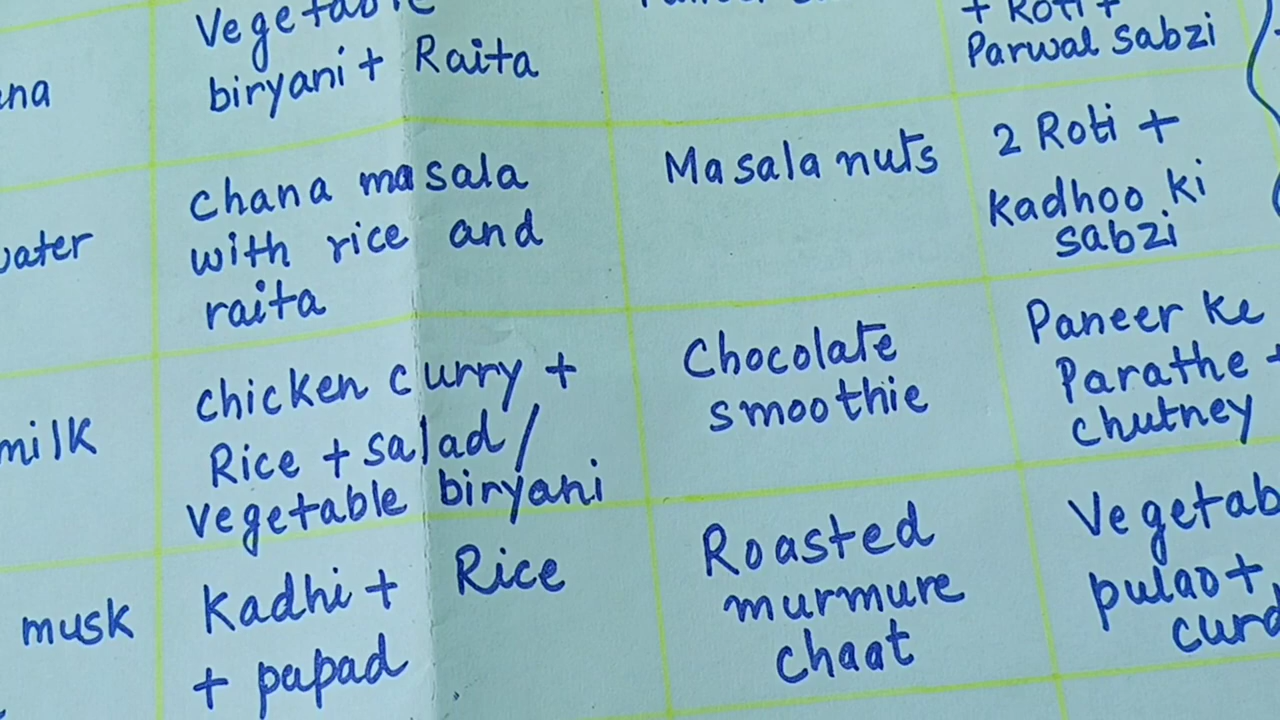 Vegetable
biryani + Raita
+ Roti +
Parwal sabzi
chana masala
with rice and
raita
Masala nuts
2 Roti +
Kadhoo ki
sabzi
milk
chicken curry +
Rice + salad /
vegetable biryani
Chocolate
smoothie
Paneer ke
Parathe +
chutney
musk
Kadhi + Rice
+ papad
Roasted
murmure
chaat
pulao +